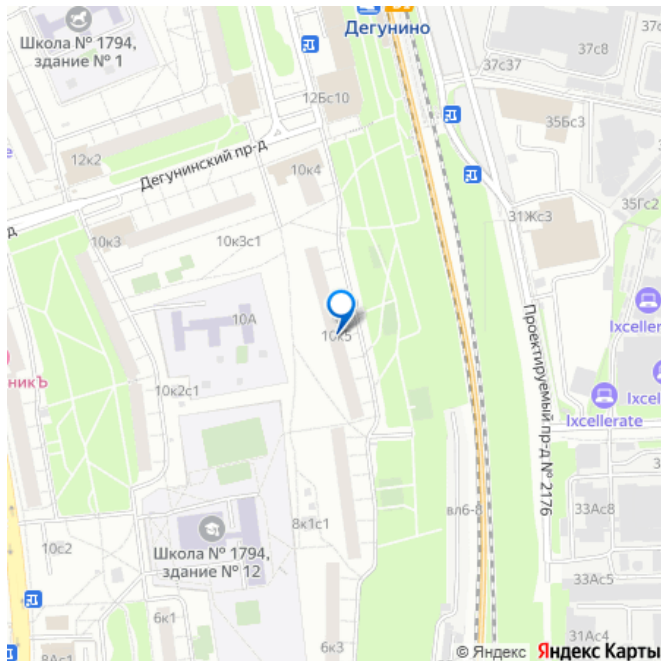 Школа № 1794,
здание № 1
Дегунино
37с8
37с37
12Бс10
35Бс3
12к2
Дегунинский пр-д
10к4
35Гс2
31Жс3
д
10к3
10к3с1
10А
10к5
Ixcellerate
Проектируемый пр-д № 2176
никЪ
10к2с1
Ixcellerate
33Ас8
вл6-8
8к1с1
Школа № 1794,
здание № 12
10с2
33Ас5
6к1
31Ас4
8Ас1
6к3
© Яндекс Яндекс Карты